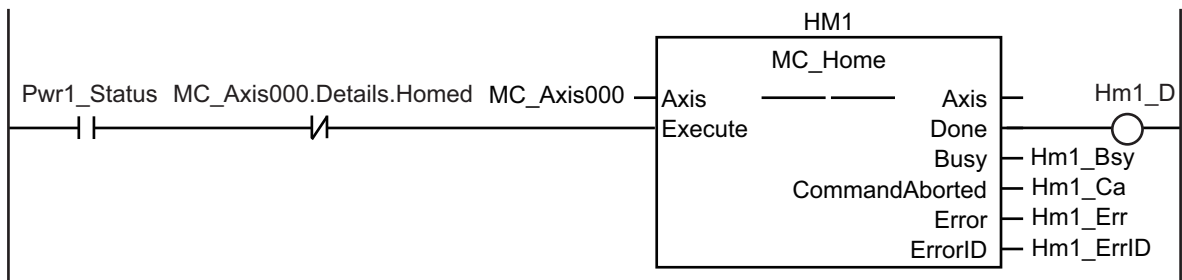 HM1
MC_Home
Pwr1_Status MC_Axis000.Details.Homed MC_Axis000 Axis Axis Hm1_D
Execute Done
Busy Hm1_Bsy
CommandAborted Hm1_Ca
Error Hm1_Err
ErrorID Hm1_ErrID